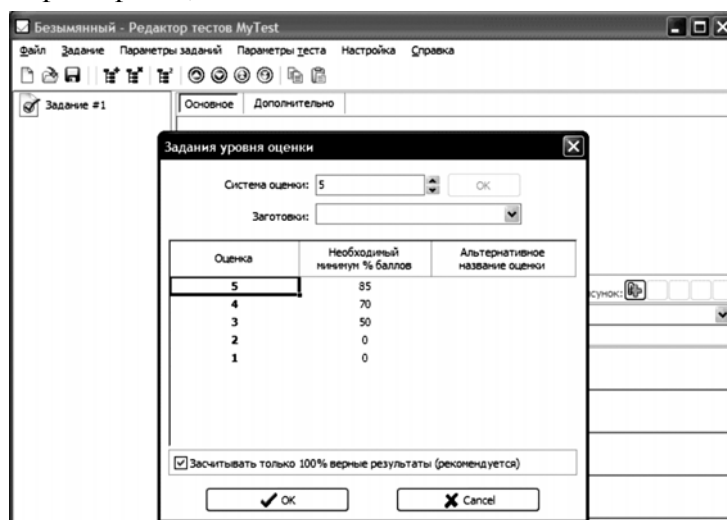 Безымянный - Редактор тестов MyTest
Файл Задание Параметры заданий Параметры теста Настройка Справка
Задание #1
Основное Дополнительно
Задания уровня оценки
Система оценки: 5 OK
Заготовки:
Оценка Необходимый минимум % баллов Альтернативное название оценки
5 85
4 70
3 50
2 0
1 0
Засчитывать только 100% верные результаты (рекомендуется)
OK Cancel